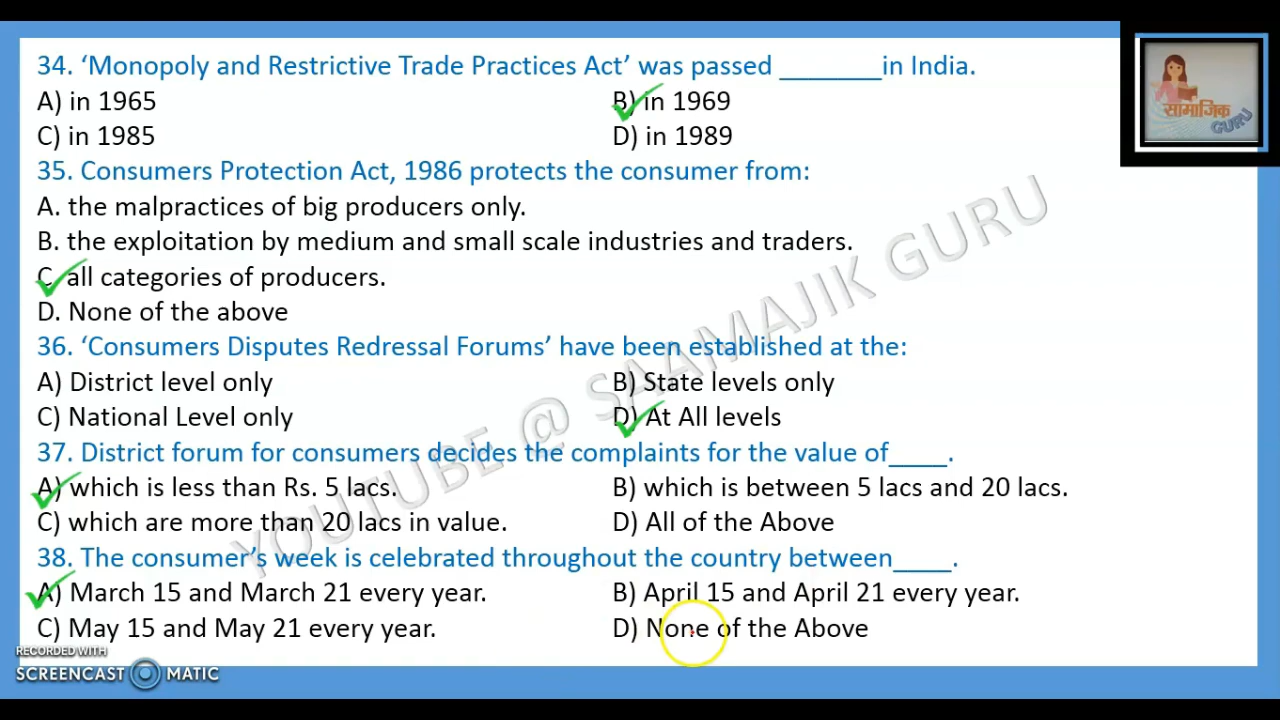 34. ‘Monopoly and Restrictive Trade Practices Act’ was passed _______in India.
A) in 1965
B) in 1969
C) in 1985
D) in 1989
35. Consumers Protection Act, 1986 protects the consumer from:
A. the malpractices of big producers only.
B. the exploitation by medium and small scale industries and traders.
C. all categories of producers.
D. None of the above
36. ‘Consumers Disputes Redressal Forums’ have been established at the:
A) District level only
B) State levels only
C) National Level only
D) At All levels
37. District forum for consumers decides the complaints for the value of____.
A) which is less than Rs. 5 lacs.
B) which is between 5 lacs and 20 lacs.
C) which are more than 20 lacs in value.
D) All of the Above
38. The consumer’s week is celebrated throughout the country between____.
A) March 15 and March 21 every year.
B) April 15 and April 21 every year.
C) May 15 and May 21 every year.
D) None of the Above
सामाजिक
GURU
YOUTUBE @ SAAMAJIK GURU
RECORDED WITH
SCREENCAST MATIC